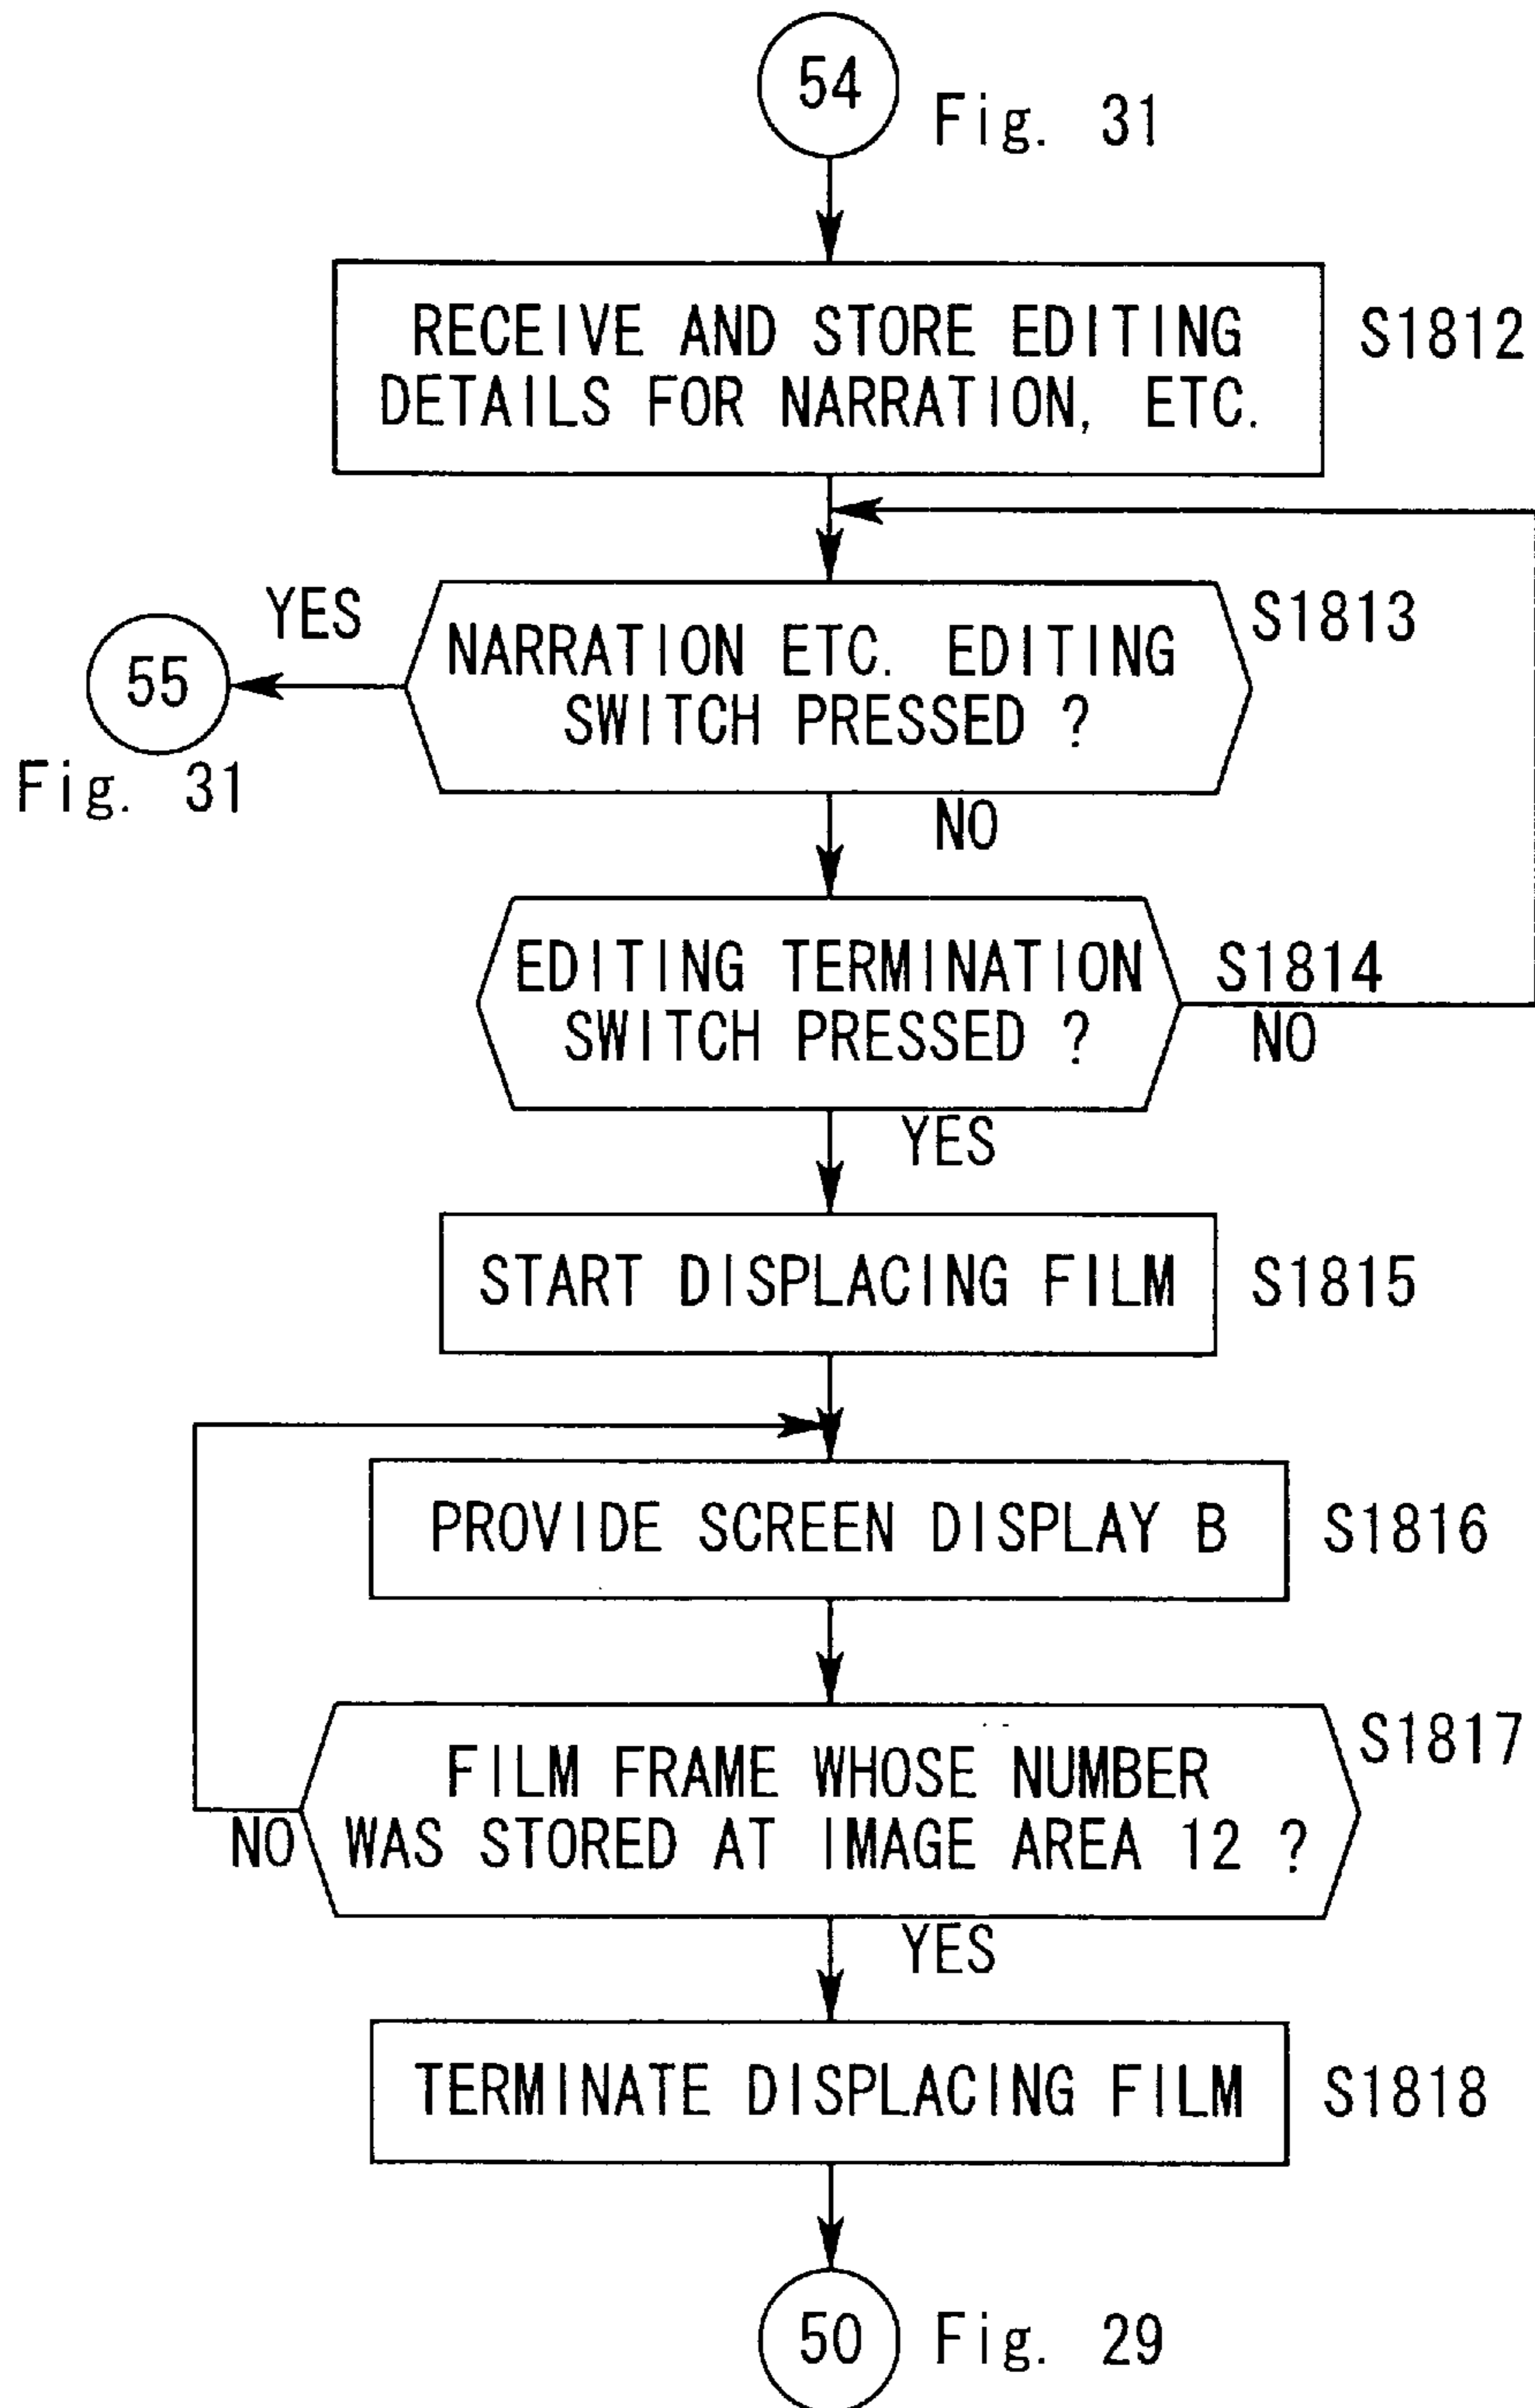 54
Fig. 31
RECEIVE AND STORE EDITING
DETAILS FOR NARRATION, ETC.
S1812
YES
NARRATION ETC. EDITING
SWITCH PRESSED ?
S1813
55
Fig. 31
NO
EDITING TERMINATION
SWITCH PRESSED ?
S1814
NO
YES
START DISPLACING FILM
S1815
PROVIDE SCREEN DISPLAY B
S1816
FILM FRAME WHOSE NUMBER
WAS STORED AT IMAGE AREA 12 ?
S1817
NO
YES
TERMINATE DISPLACING FILM
S1818
50
Fig. 29